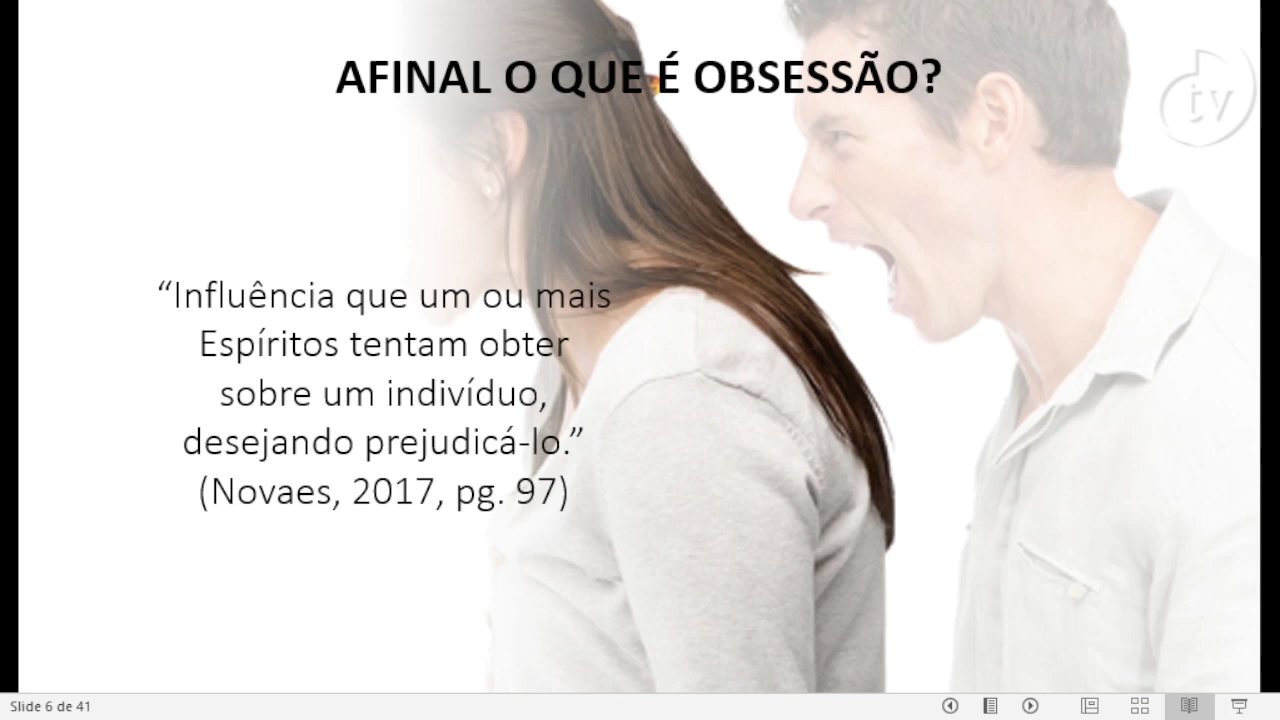 AFINAL O QUE É OBSESSÃO?
tv
“Influência que um ou mais
Espíritos tentam obter
sobre um indivíduo,
desejando prejudicá-lo.”
(Novaes, 2017, pg. 97)
Slide 6 de 41